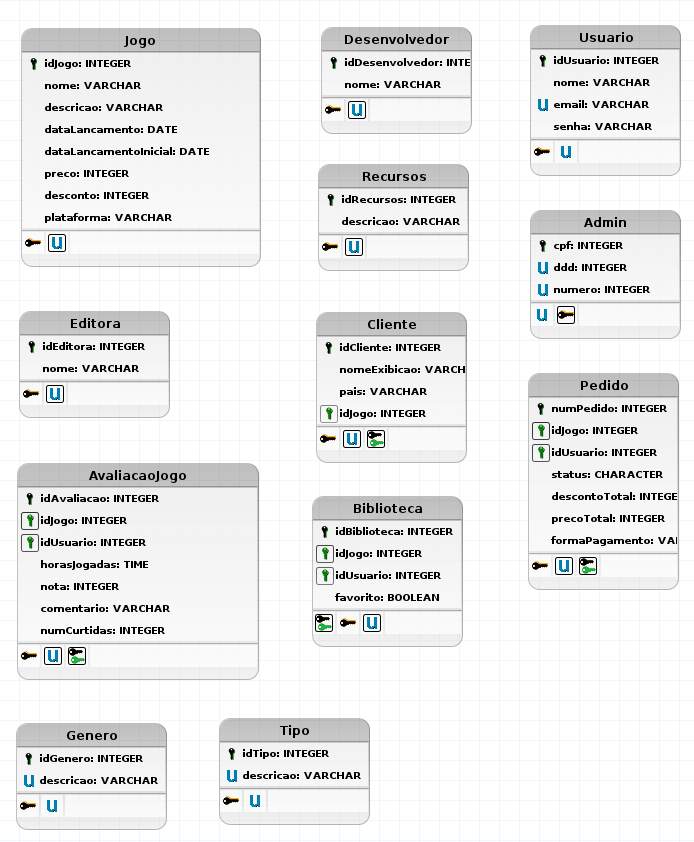 Jogo
idJogo: INTEGER
nome: VARCHAR
descricao: VARCHAR
dataLancamento: DATE
dataLancamentoInicial: DATE
preco: INTEGER
desconto: INTEGER
plataforma: VARCHAR
U
Desenvolvedor
idDesenvolvedor: INTE
nome: VARCHAR
U
Usuario
idUsuario: INTEGER
nome: VARCHAR
U email: VARCHAR
senha: VARCHAR
U
Recursos
idRecursos: INTEGER
descricao: VARCHAR
U
Admin
cpf: INTEGER
U ddd: INTEGER
U numero: INTEGER
U
Editora
idEditora: INTEGER
nome: VARCHAR
U
Cliente
idCliente: INTEGER
nomeExibicao: VARCH
pais: VARCHAR
idJogo: INTEGER
U
Pedido
numPedido: INTEGER
idJogo: INTEGER
idUsuario: INTEGER
status: CHARACTER
descontoTotal: INTEGE
precoTotal: INTEGER
formaPagamento: VA
U
AvaliacaoJogo
idAvaliacao: INTEGER
idJogo: INTEGER
idUsuario: INTEGER
horasJogadas: TIME
nota: INTEGER
comentario: VARCHAR
numCurtidas: INTEGER
U
Biblioteca
idBiblioteca: INTEGER
idJogo: INTEGER
idUsuario: INTEGER
favorito: BOOLEAN
U
Genero
idGenero: INTEGER
U descricao: VARCHAR
U
Tipo
idTipo: INTEGER
U descricao: VARCHAR
U